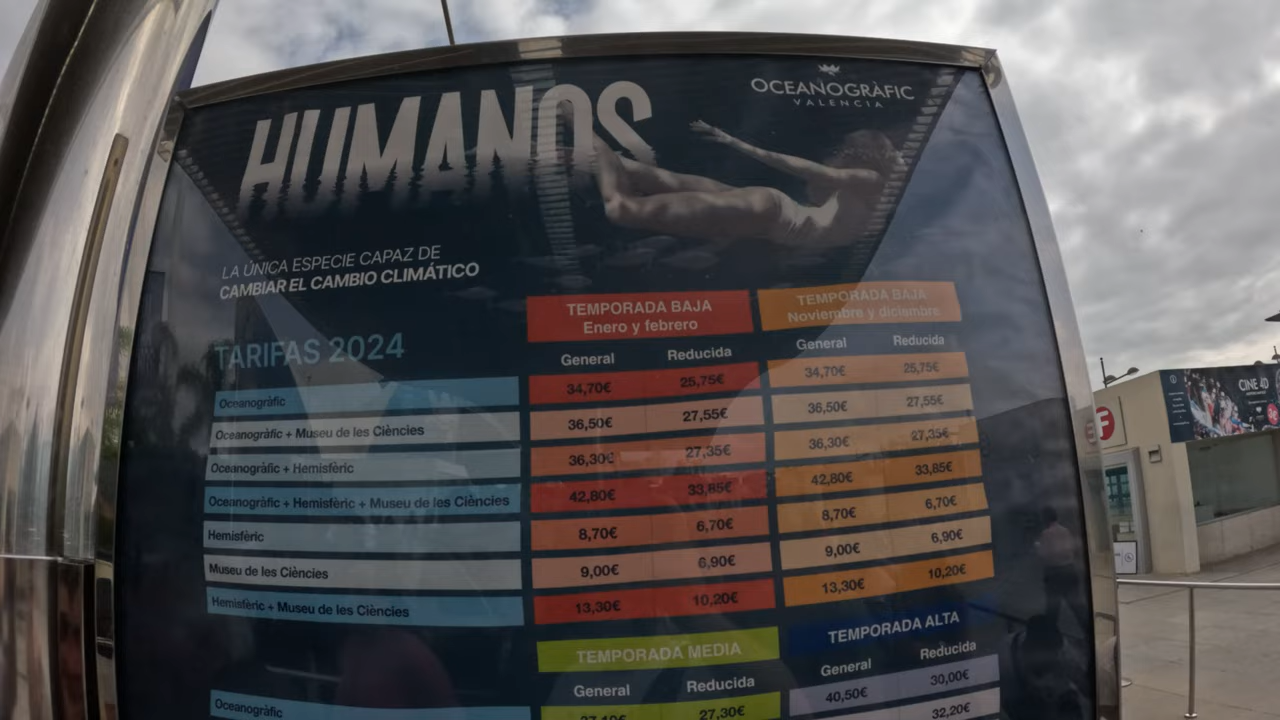 HUMANOS
OCEANOGRÀFIC
VALENCIA
LA ÚNICA ESPECIE CAPAZ DE
CAMBIAR EL CAMBIO CLIMÁTICO
TARIFAS 2024
TEMPORADA BAJA TEMPORADA BAJA
Enero y febrero Noviembre y diciembre
General Reducida General Reducida
Oceanogràfic 34,70€ 25,75€ 34,70€ 25,75€
Oceanogràfic + Museu de les Ciències 36,50€ 27,55€ 36,50€ 27,55€
Oceanogràfic + Hemisfèric 36,30€ 27,35€ 36,30€ 27,35€
Oceanogràfic + Hemisfèric + Museu de les Ciències 42,80€ 33,85€ 42,80€ 33,85€
Hemisfèric 8,70€ 6,70€ 8,70€ 6,70€
Museu de les Ciències 9,00€ 6,90€ 9,00€ 6,90€
Hemisfèric + Museu de les Ciències 13,30€ 10,20€ 13,30€ 10,20€
TEMPORADA MEDIA TEMPORADA ALTA
General Reducida General Reducida
Oceanogràfic 27,30€ 40,50€ 30,00€
32,20€
CINE 4D
F